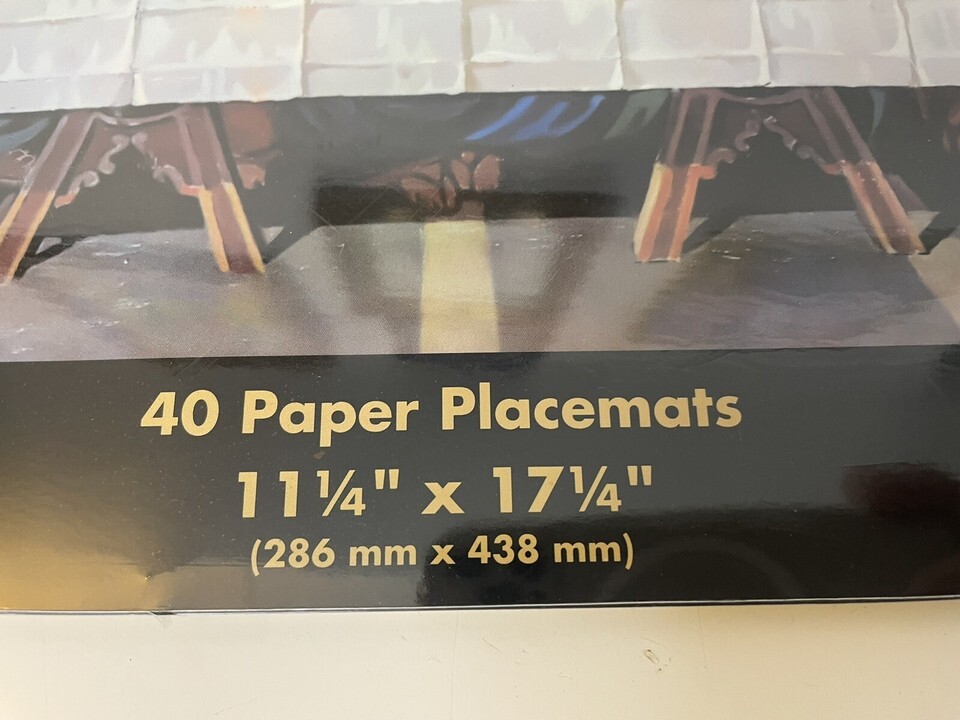 40 Paper Placemats
11¼" x 17¼"
(286 mm x 438 mm)